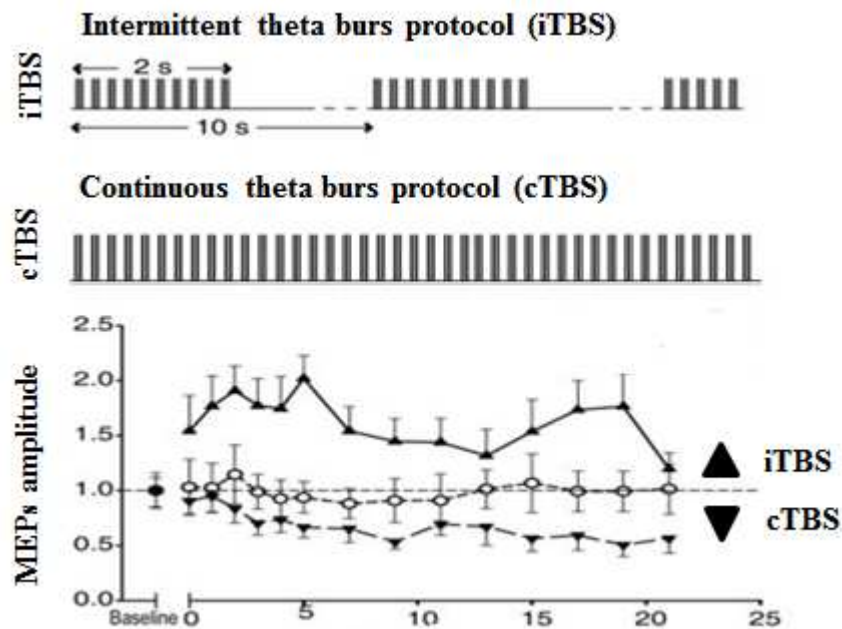 Intermittent theta burs protocol (iTBS)
iTBS
2 s
10 s
Continuous theta burs protocol (cTBS)
cTBS
MEPs amplitude
2.5
2.0
1.5
1.0
0.5
0.0
iTBS
cTBS
Baseline 0 5 10 15 20 25